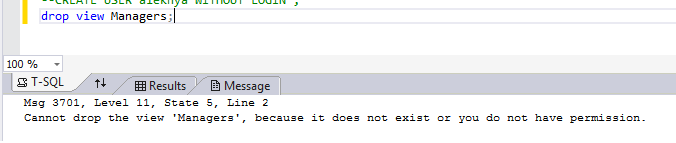 --CREATE USER aleknya WITHOUT LOGIN ;
drop view Managers;
100 %
T-SQL
Results
Message
Msg 3701, Level 11, State 5, Line 2
Cannot drop the view 'Managers', because it does not exist or you do not have permission.